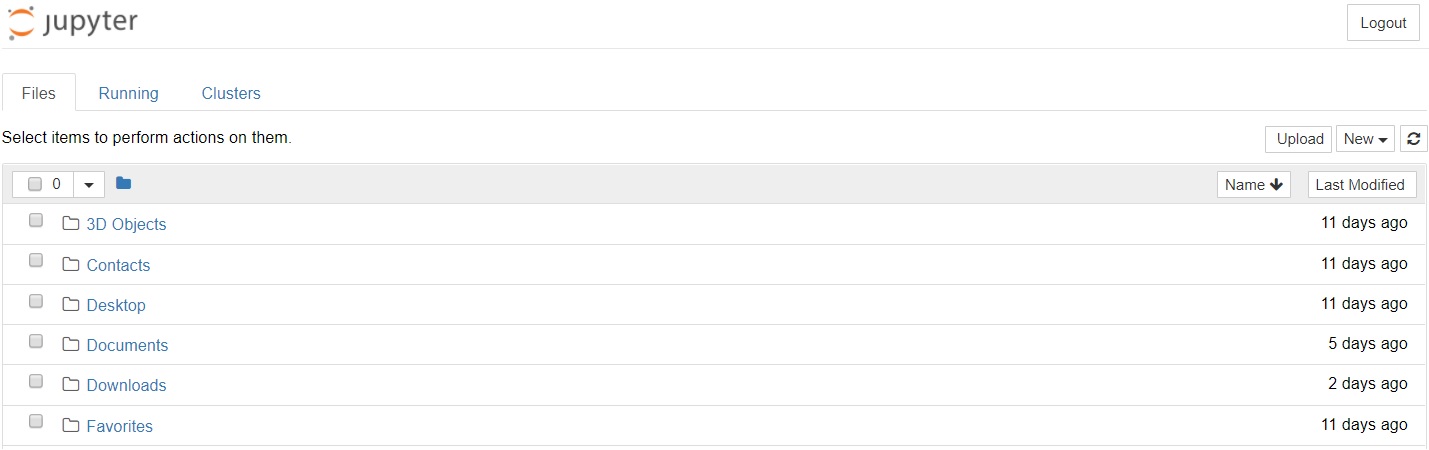 jupyter Logout
Files Running Clusters
Select items to perform actions on them. Upload New
0 Name Last Modified
3D Objects 11 days ago
Contacts 11 days ago
Desktop 11 days ago
Documents 5 days ago
Downloads 2 days ago
Favorites 11 days ago